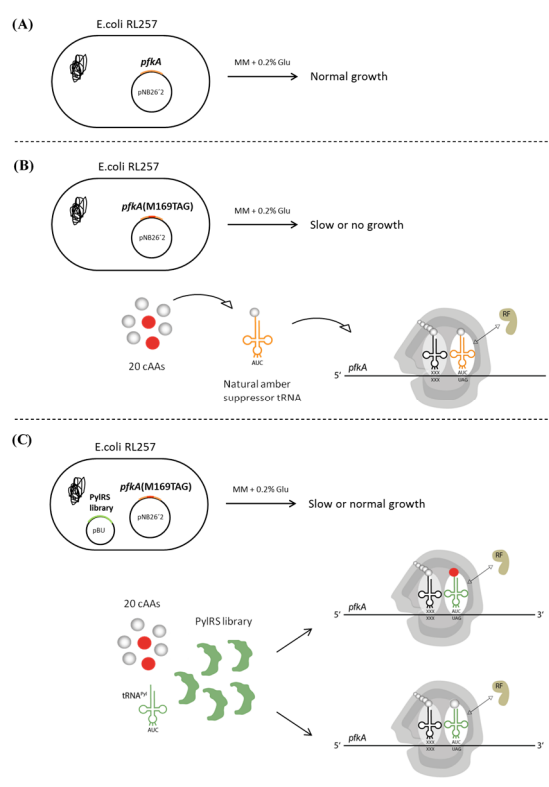 (A)
E.coli RL257
pfkA
pNB26´2
MM + 0.2% Glu
Normal growth
(B)
E.coli RL257
pfkA(M169TAG)
pNB26´2
MM + 0.2% Glu
Slow or no growth
20 cAAs
AUC
Natural amber
suppressor tRNA
RF
5′
pfkA
XXX
AUC
XXX
UAG
(C)
E.coli RL257
PylRS
library
pfkA(M169TAG)
pBU
pNB26´2
MM + 0.2% Glu
Slow or normal growth
20 cAAs
PylRS library
tRNAPyl
AUC
RF
5′
pfkA
XXX
AUC
XXX
UAG
3′
RF
5′
pfkA
XXX
AUC
XXX
UAG
3′